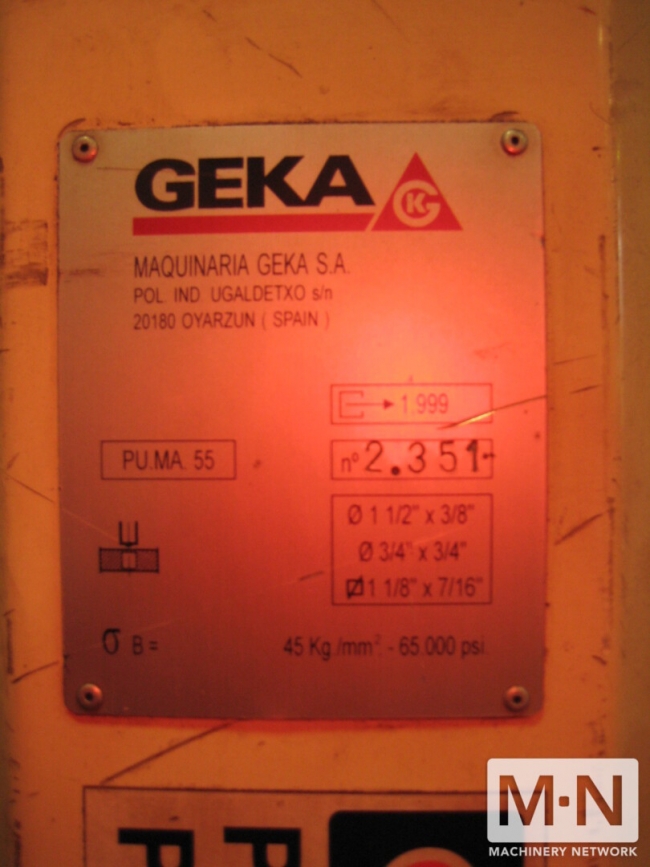 GEKA
GK
MAQUINARIA GEKA S.A.
POL. IND. UGALDETXO s/n
20180 OYARZUN ( SPAIN )
1.999
PU.MA. 55
nº 2.351-
Ø 1 1/2" x 3/8"
Ø 3/4" x 3/4"
1 1/8" x 7/16"
σ B =
45 Kg./mm². - 65.000 psi.
M·N
MACHINERY NETWORK